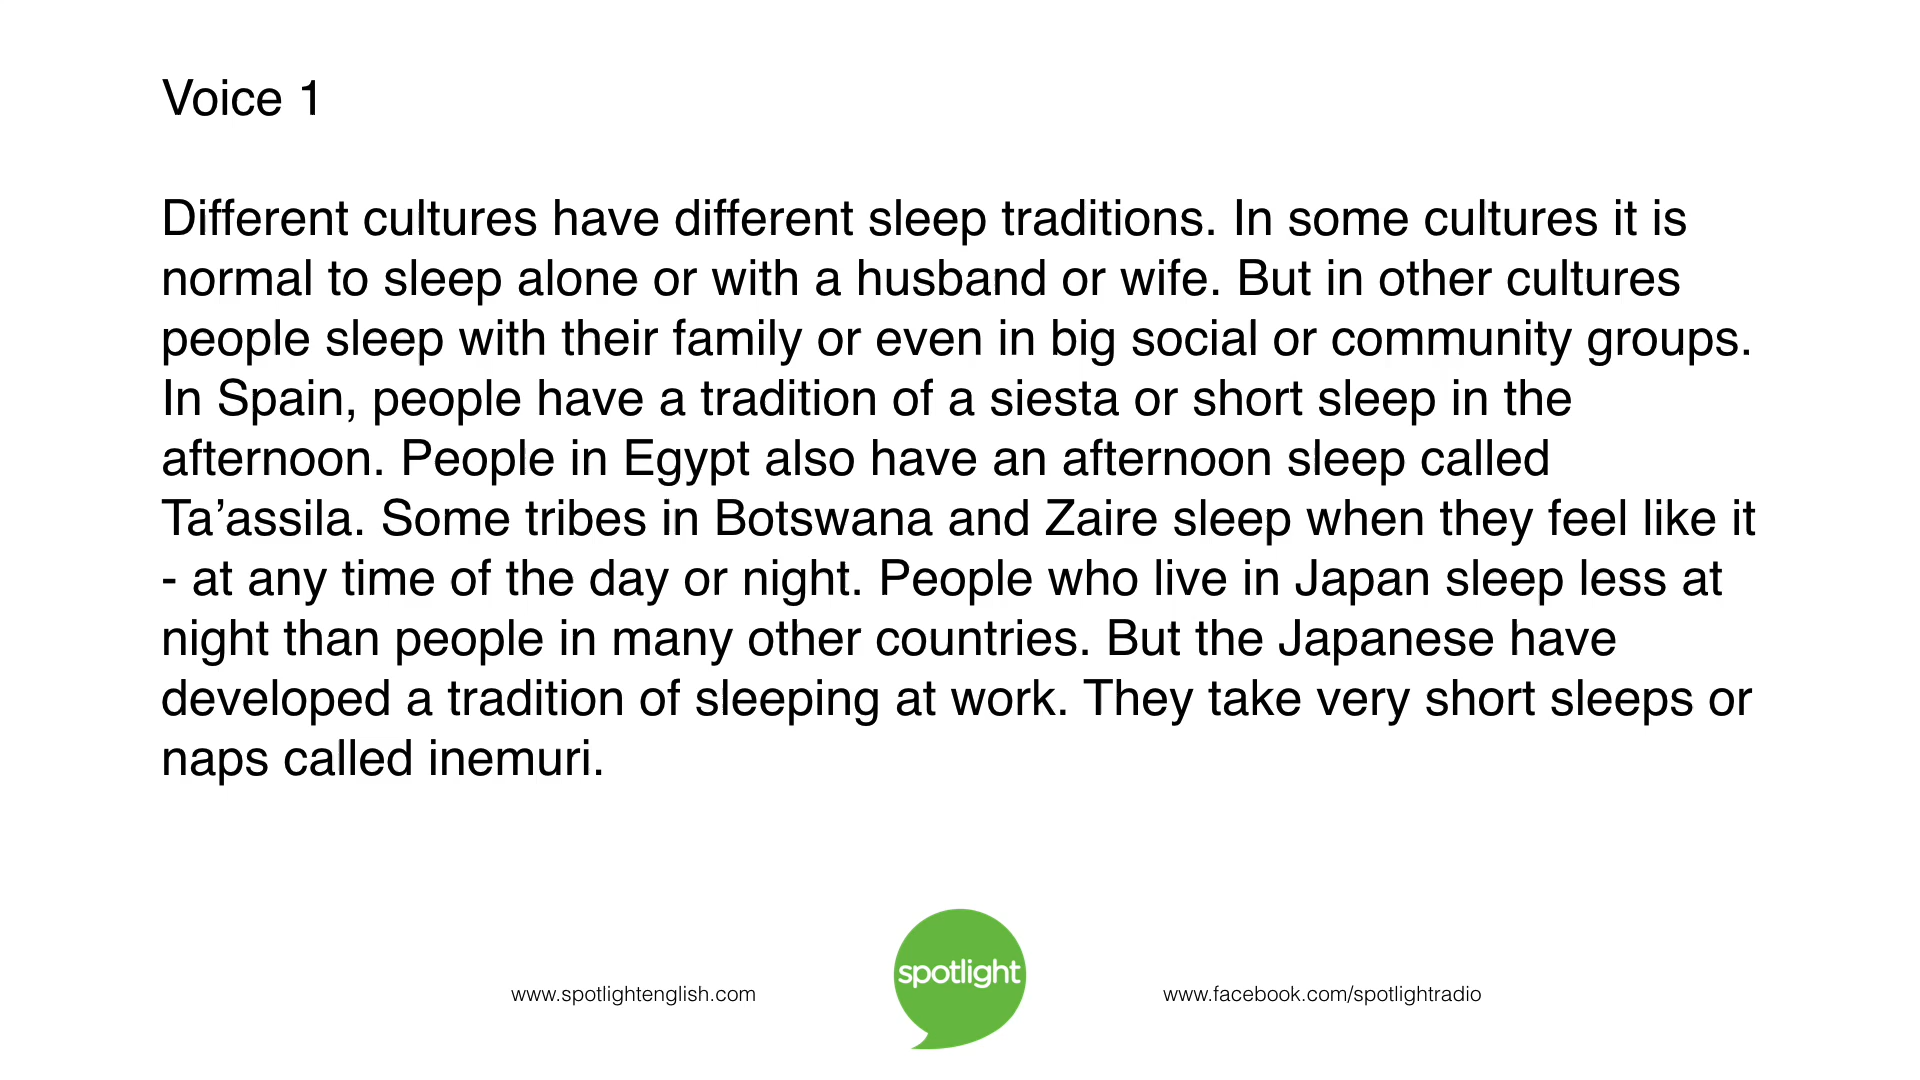 Voice 1
Different cultures have different sleep traditions. In some cultures it is
normal to sleep alone or with a husband or wife. But in other cultures
people sleep with their family or even in big social or community groups.
In Spain, people have a tradition of a siesta or short sleep in the
afternoon. People in Egypt also have an afternoon sleep called
Ta’assila. Some tribes in Botswana and Zaire sleep when they feel like it
- at any time of the day or night. People who live in Japan sleep less at
night than people in many other countries. But the Japanese have
developed a tradition of sleeping at work. They take very short sleeps or
naps called inemuri.
www.spotlightenglish.com
spotlight
www.facebook.com/spotlightradio